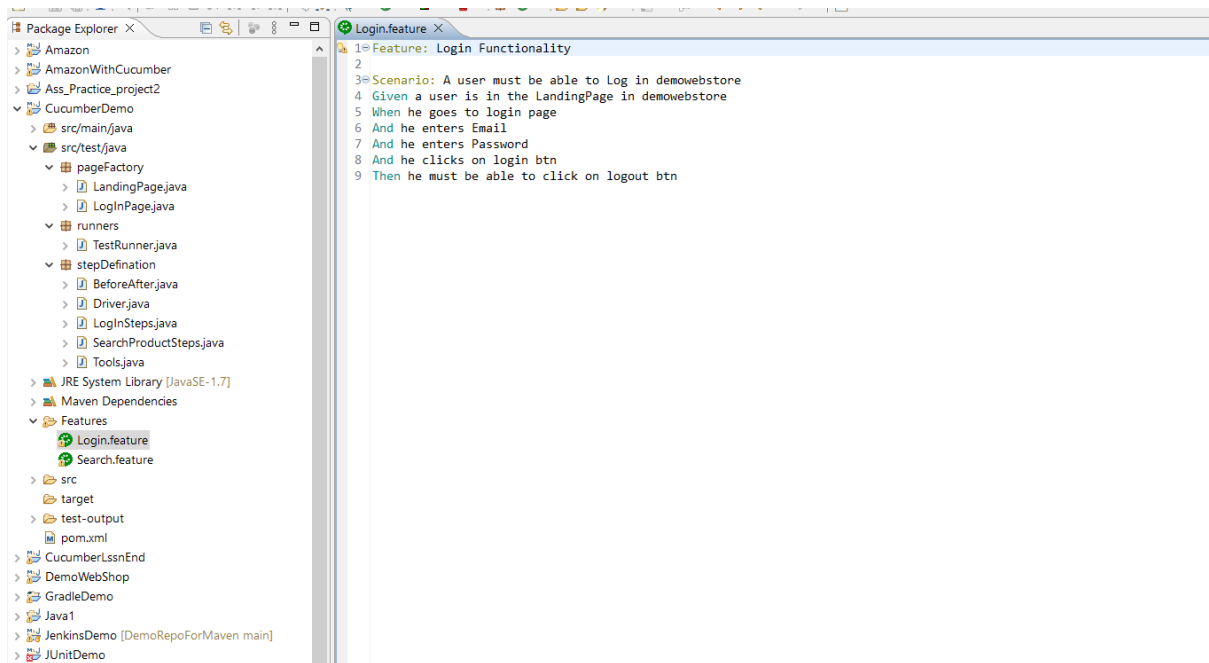 Package Explorer
Amazon
AmazonWithCucumber
Ass_Practice_project2
CucumberDemo
src/main/java
src/test/java
pageFactory
LandingPage.java
LogInPage.java
runners
TestRunner.java
stepDefination
BeforeAfter.java
Driver.java
LogInSteps.java
SearchProductSteps.java
Tools.java
JRE System Library [JavaSE-1.7]
Maven Dependencies
Features
Login.feature
Search.feature
src
target
test-output
pom.xml
CucumberLssnEnd
DemoWebShop
GradleDemo
Java1
JenkinsDemo [DemoRepoForMaven main]
JUnitDemo
Login.feature
1 Feature: Login Functionality
2
3 Scenario: A user must be able to Log in demowebstore
4 Given a user is in the LandingPage in demowebstore
5 When he goes to login page
6 And he enters Email
7 And he enters Password
8 And he clicks on login btn
9 Then he must be able to click on logout btn